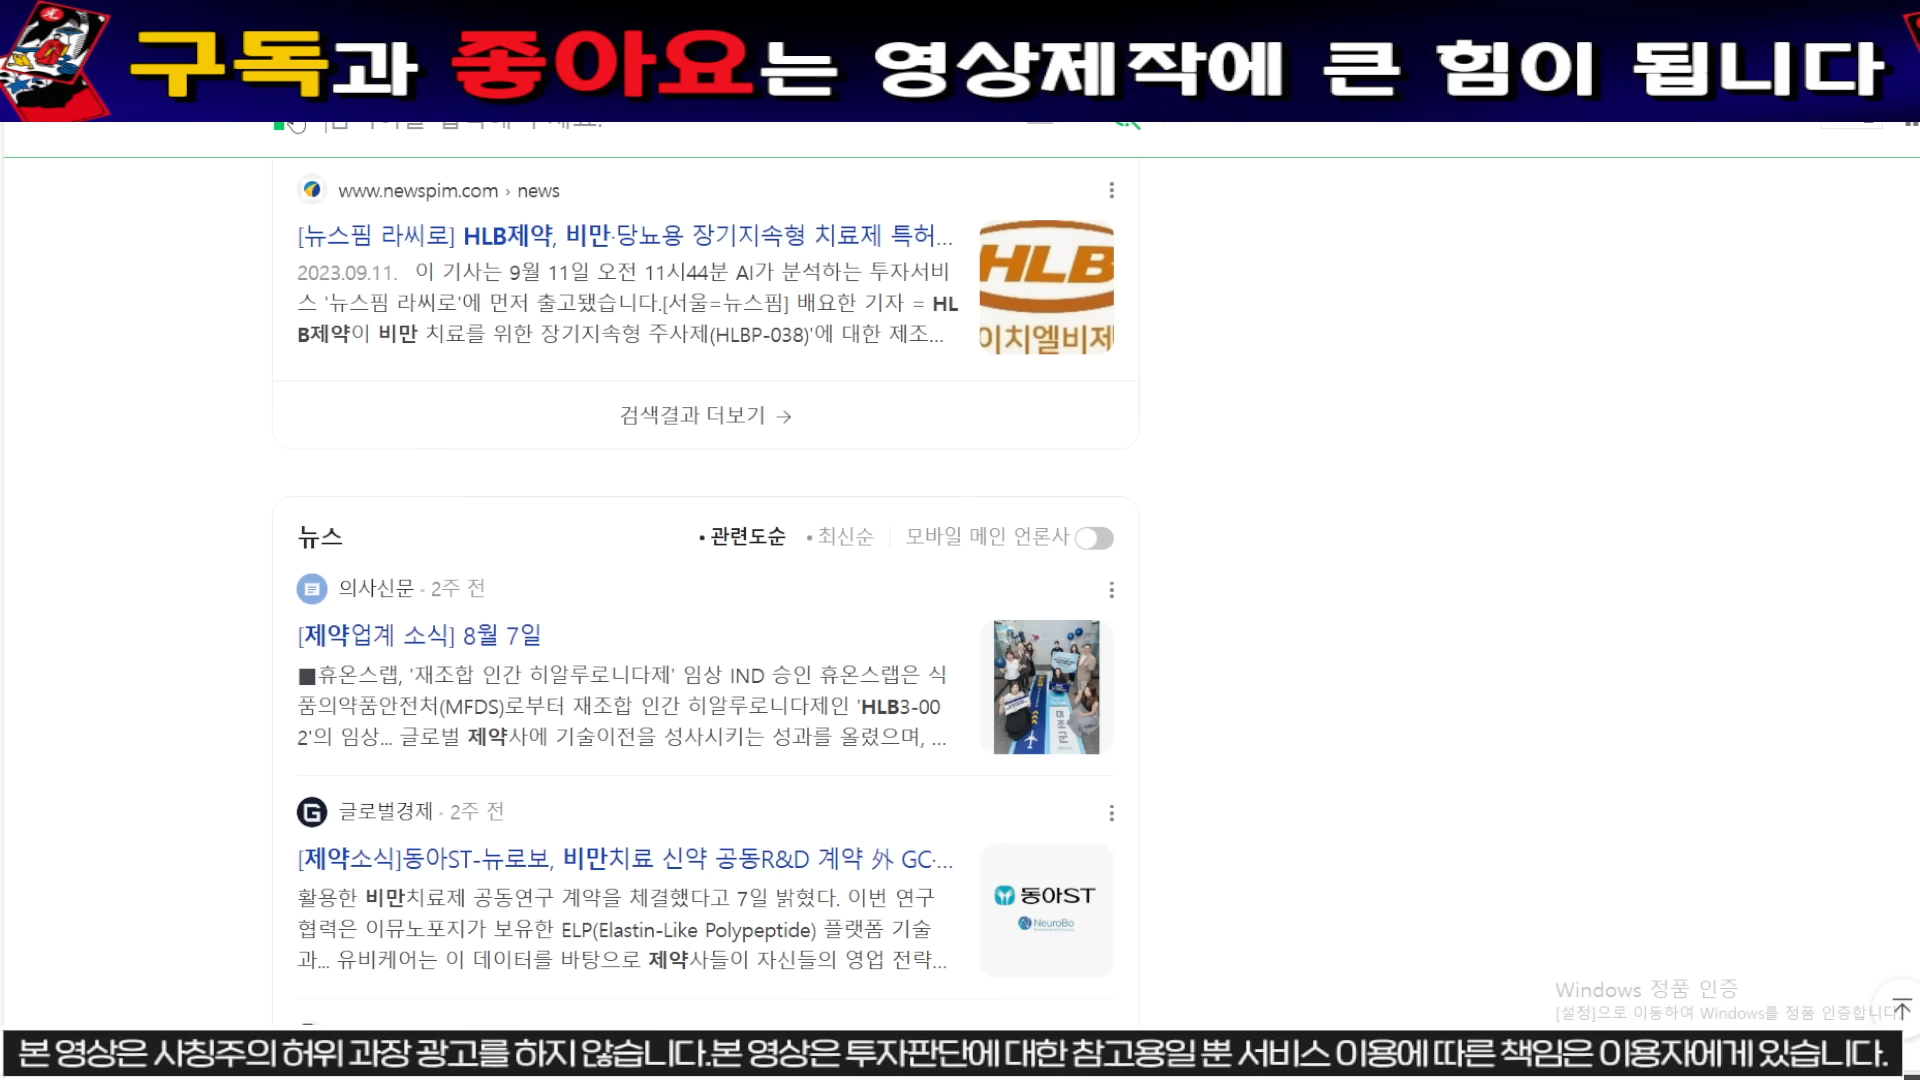 구독과 좋아요는 영상제작에 큰 힘이 됩니다
www.newspim.com › news
[뉴스핌 라씨로] HLB제약, 비만·당뇨용 장기지속형 치료제 특허...
2023.09.11. 이 기사는 9월 11일 오전 11시44분 AI가 분석하는 투자서비
스 '뉴스핌 라씨로'에 먼저 출고됐습니다.[서울=뉴스핌] 배요한 기자 = HL
B제약이 비만 치료를 위한 장기지속형 주사제(HLBP-038)'에 대한 제조...
HLB
이치엘비제
검색결과 더보기 →
뉴스
• 관련도순 • 최신순 모바일 메인 언론사
의사신문 · 2주 전
[제약업계 소식] 8월 7일
■휴온스랩, '재조합 인간 히알루로니다제' 임상 IND 승인 휴온스랩은 식
품의약품안전처(MFDS)로부터 재조합 인간 히알루로니다제인 'HLB3-00
2'의 임상... 글로벌 제약사에 기술이전을 성사시키는 성과를 올렸으며, ...
글로벌경제 · 2주 전
[제약소식]동아ST-뉴로보, 비만치료 신약 공동R&D 계약 外 GC·...
활용한 비만치료제 공동연구 계약을 체결했다고 7일 밝혔다. 이번 연구
협력은 이뮤노포지가 보유한 ELP(Elastin-Like Polypeptide) 플랫폼 기술
과... 유비케어는 이 데이터를 바탕으로 제약사들이 자신들의 영업 전략...
동아ST
NeuroBo
Windows 정품 인증
[설정]으로 이동하여 Windows를 정품 인증합니다
본 영상은 사칭주의 허위 과장 광고를 하지 않습니다.본 영상은 투자판단에 대한 참고용일 뿐 서비스 이용에 따른 책임은 이용자에게 있습니다.